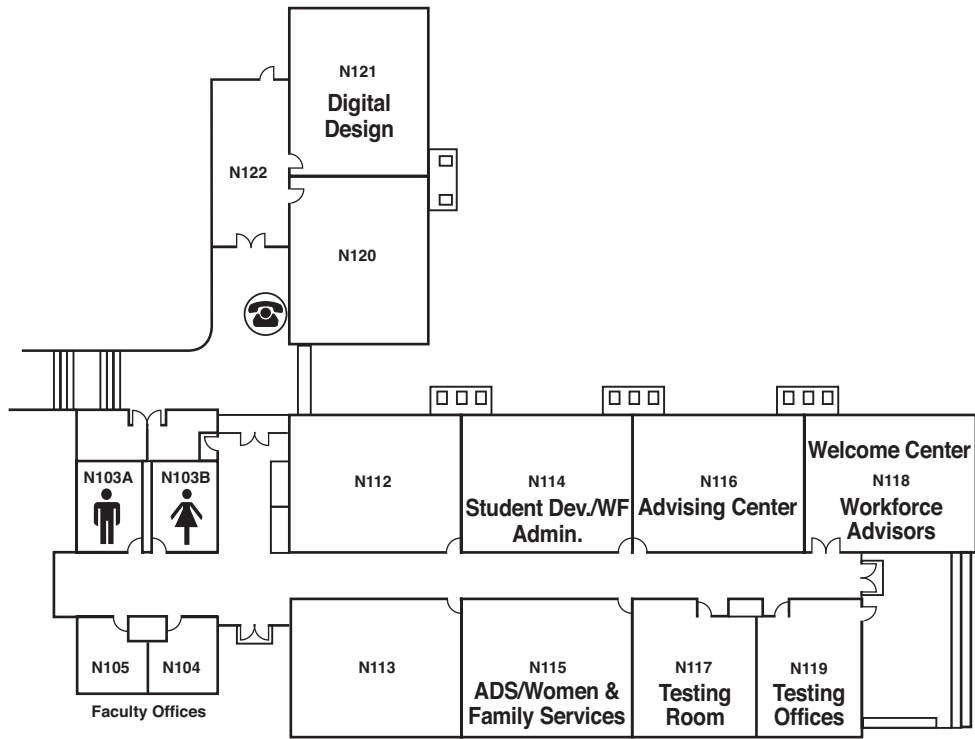 N121
Digital
Design
N122
N120
N103A
N103B
N112
N114
Student Dev./WF
Admin.
N116
Advising Center
Welcome Center
N118
Workforce
Advisors
N105
N104
Faculty Offices
N113
N115
ADS/Women &
Family Services
N117
Testing
Room
N119
Testing
Offices